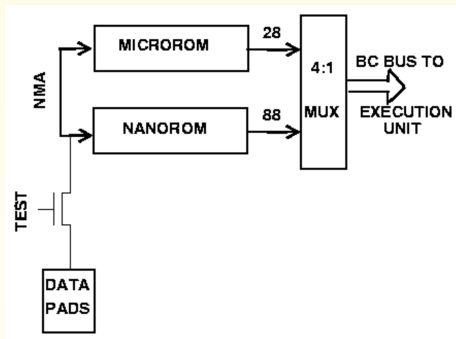 MICROROM
28
4:1
MUX
BC BUS TO
EXECUTION
UNIT
NMA
NANOROM
88
TEST
DATA
PADS